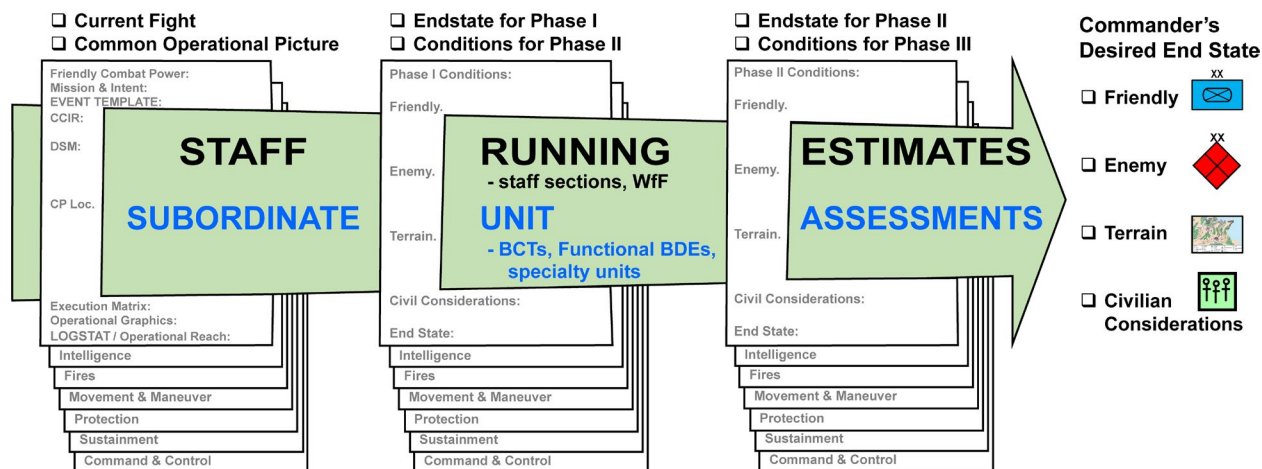 ❑ Current Fight
❑ Common Operational Picture
Friendly Combat Power:
Mission & Intent:
EVENT TEMPLATE:
CCIR:
DSM:
CP Loc.
Execution Matrix:
Operational Graphics:
LOGSTAT / Operational Reach:
Intelligence
Fires
Movement & Maneuver
Protection
Sustainment
Command & Control
❑ Endstate for Phase I
❑ Conditions for Phase II
Phase I Conditions:
Friendly.
Enemy.
Terrain.
Civil Considerations:
End State:
Intelligence
Fires
Movement & Maneuver
Protection
Sustainment
Command & Control
❑ Endstate for Phase II
❑ Conditions for Phase III
Phase II Conditions:
Friendly.
Enemy.
Terrain.
Civil Considerations:
End State:
Intelligence
Fires
Movement & Maneuver
Protection
Sustainment
Command & Control
STAFF RUNNING ESTIMATES
- staff sections, WfF
SUBORDINATE UNIT ASSESSMENTS
- BCTs, Functional BDEs,
specialty units
Commander's
Desired End State
XX
❑ Friendly
XX
❑ Enemy
❑ Terrain
❑ Civilian
Considerations